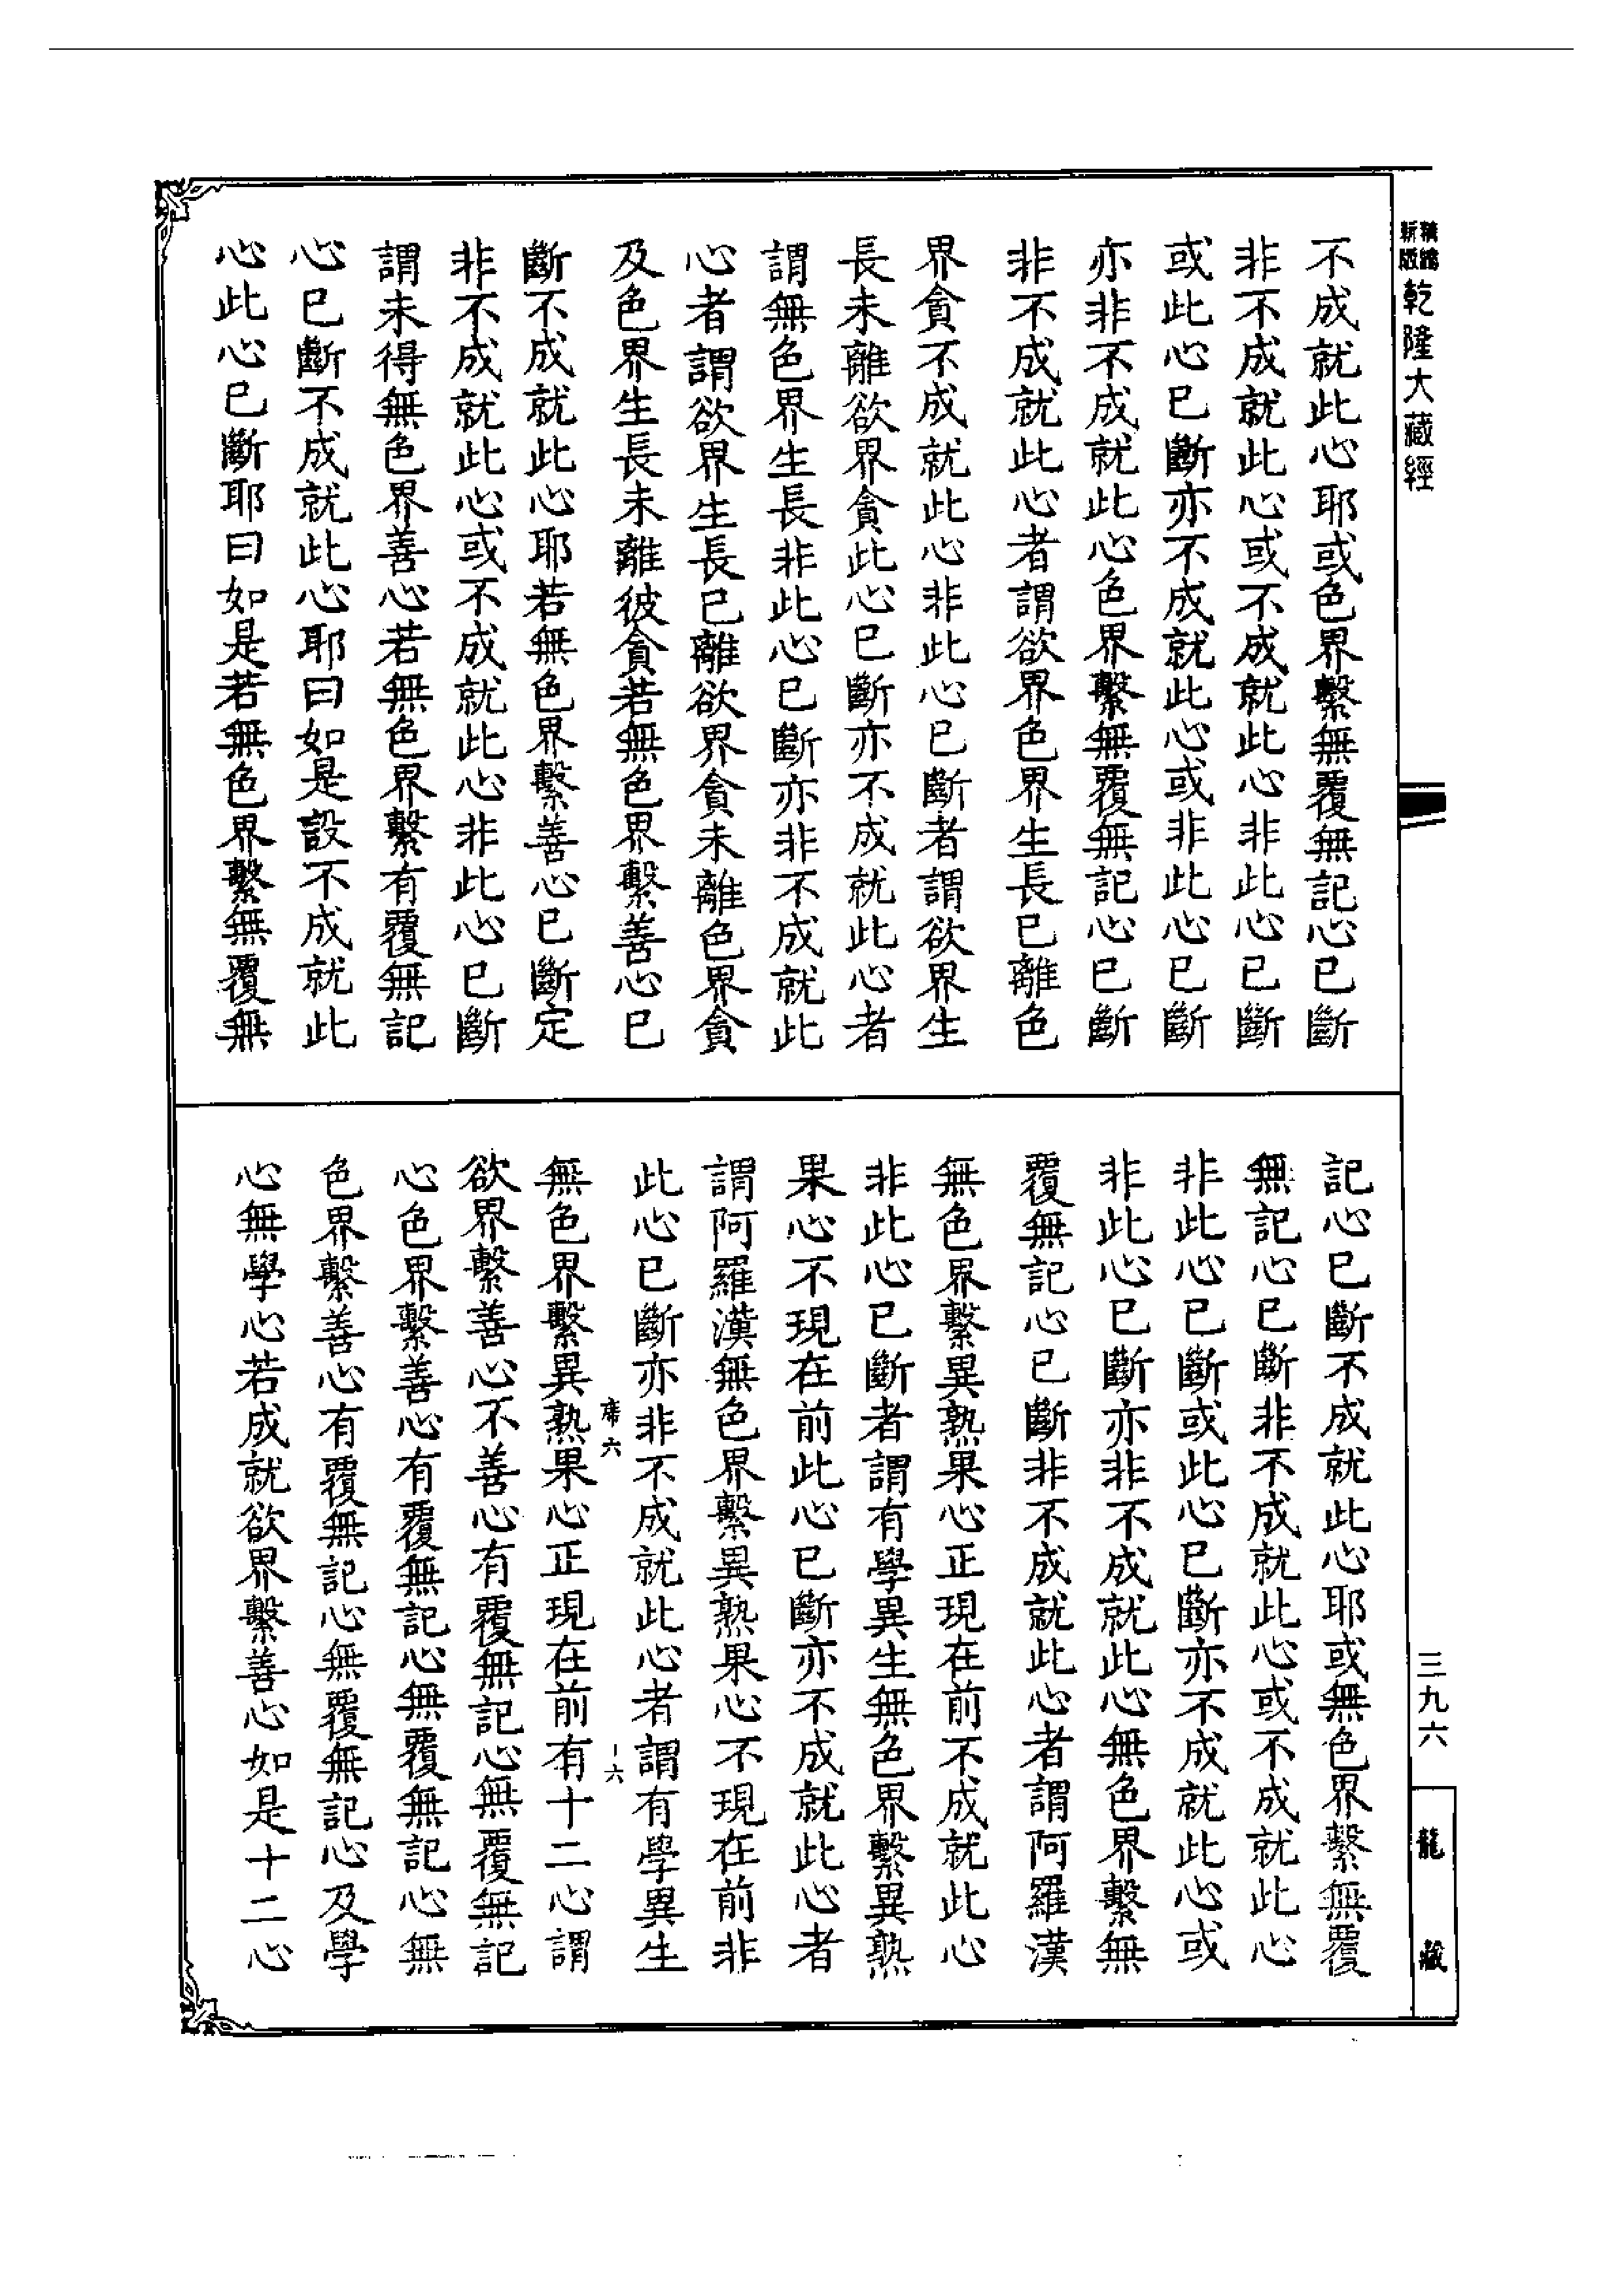 新版精縮乾隆大藏經
不成就此心耶或色界繫無覆無記心已斷
非不成就此心或不成就此心非此心已斷
或此心已斷亦不成就此心或非此心已斷
亦非不成就此心色界繫無覆無記心已斷
非不成就此心者謂欲界色界生長已離色
界貪不成就此心非此心已斷者謂欲界生
長未離欲界貪此心已斷亦不成就此心者
謂無色界生長非此心已斷亦非不成就此
心者謂欲界生長已離欲界貪未離色界貪
及色界生長未離彼貪若無色界繫善心已
斷不成就此心耶若無色界繫善心已斷定
非不成就此心或不成就此心非此心已斷
謂未得無色界善心若無色界繫有覆無記
心已斷不成就此心耶曰如是設不成就此
心此心已斷耶曰如是若無色界繫無覆無
記心已斷不成就此心耶或無色界繫無覆
無記心已斷非不成就此心或不成就此心
非此心已斷或此心已斷亦不成就此心或
非此心已斷亦非不成就此心無色界繫無
覆無記心已斷非不成就此心者謂阿羅漢
無色界繫異熟果心正現在前不成就此心
非此心已斷者謂有學異生無色界繫異熟
果心不現在前此心已斷亦不成就此心者
謂阿羅漢無色界繫異熟果心不現在前非
此心已斷亦非不成就此心者謂有學異生
席六
一六
無色界繫異熟果心正現在前有十二心謂
欲界繫善心不善心有覆無記心無覆無記
心色界繫善心有覆無記心無覆無記心無
色界繫善心有覆無記心無覆無記心及學
心無學心若成就欲界繫善心如是十二心
三九六
龍藏